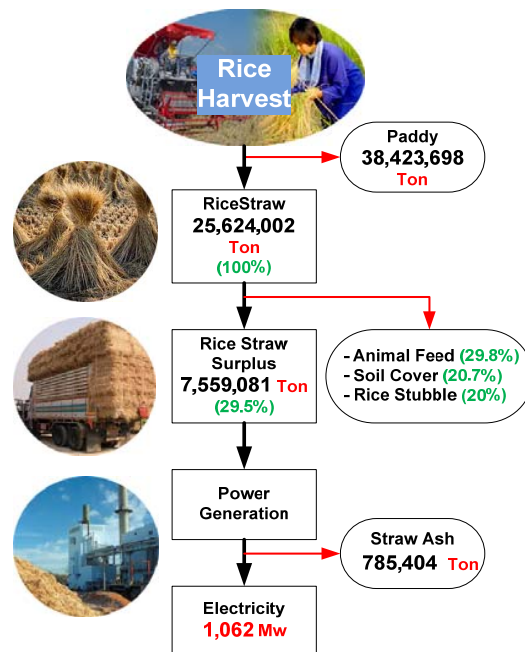 Rice
Harvest
Paddy
38,423,698
Ton
RiceStraw
25,624,002
Ton
(100%)
Rice Straw
Surplus
7,559,081 Ton
(29.5%)
- Animal Feed (29.8%)
- Soil Cover (20.7%)
- Rice Stubble (20%)
Power
Generation
Straw Ash
785,404 Ton
Electricity
1,062 Mw